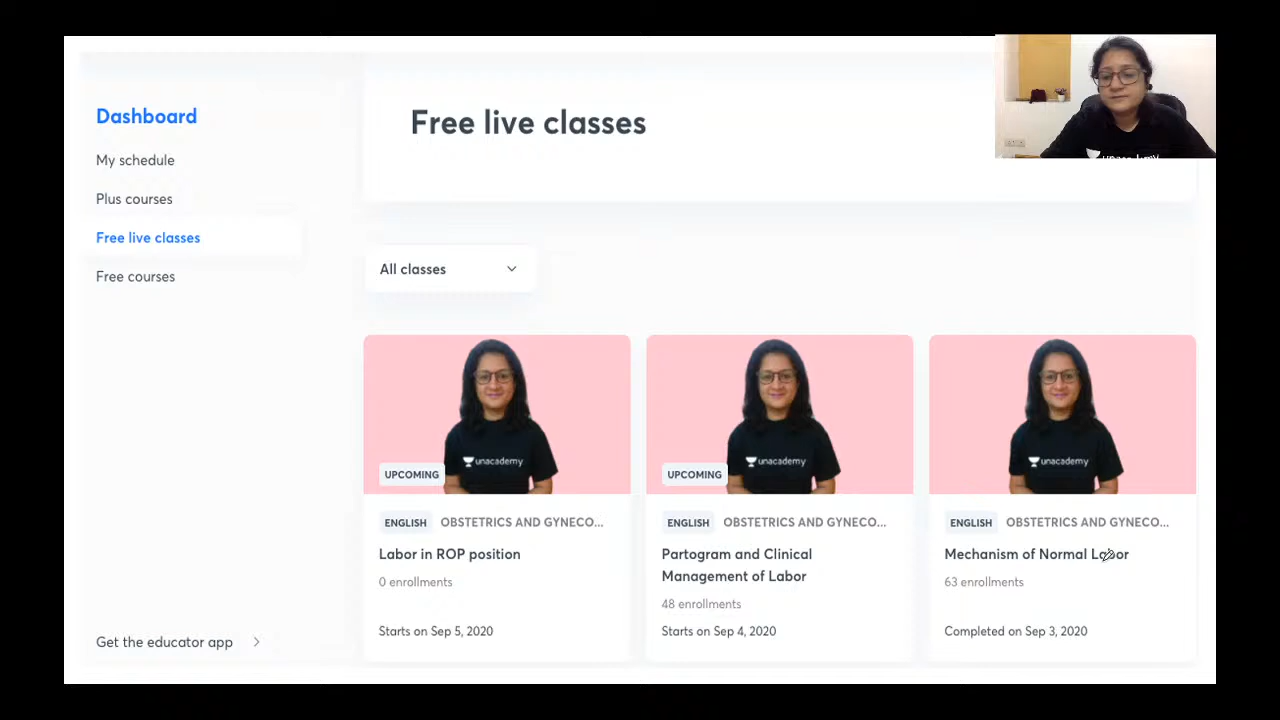 Dashboard
My schedule
Plus courses
Free live classes
Free courses
Get the educator app
Free live classes
All classes
UPCOMING
unacademy
ENGLISH OBSTETRICS AND GYNECO...
Labor in ROP position
0 enrollments
Starts on Sep 5, 2020
UPCOMING
unacademy
ENGLISH OBSTETRICS AND GYNECO...
Partogram and Clinical
Management of Labor
48 enrollments
Starts on Sep 4, 2020
unacademy
ENGLISH OBSTETRICS AND GYNECO...
Mechanism of Normal Labor
63 enrollments
Completed on Sep 3, 2020